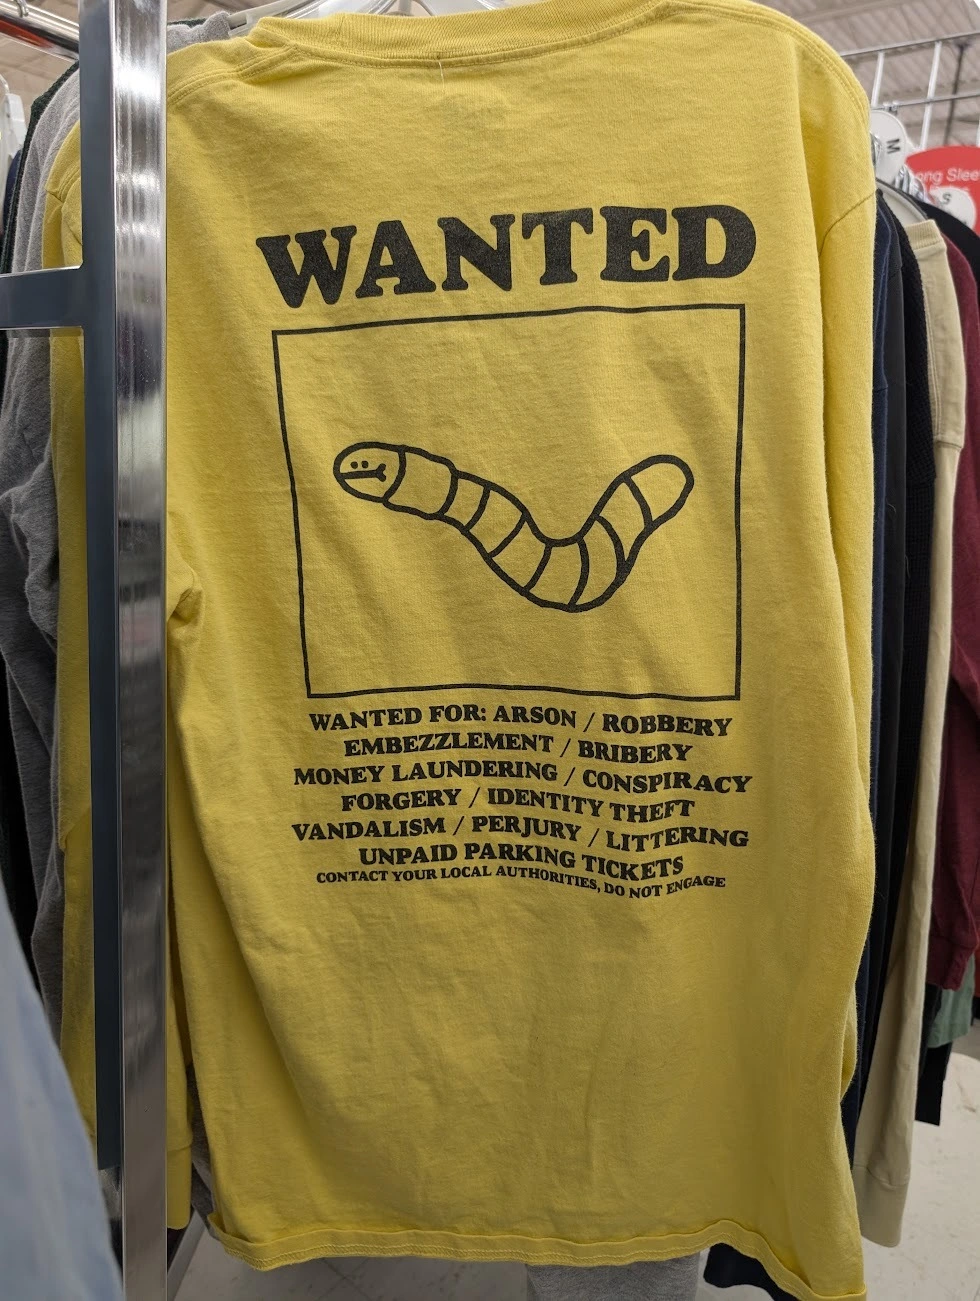 WANTED
WANTED FOR: ARSON / ROBBERY
EMBEZZLEMENT / BRIBERY
MONEY LAUNDERING / CONSPIRACY
FORGERY / IDENTITY THEFT
VANDALISM / PERJURY / LITTERING
UNPAID PARKING TICKETS
CONTACT YOUR LOCAL AUTHORITIES, DO NOT ENGAGE
M
S